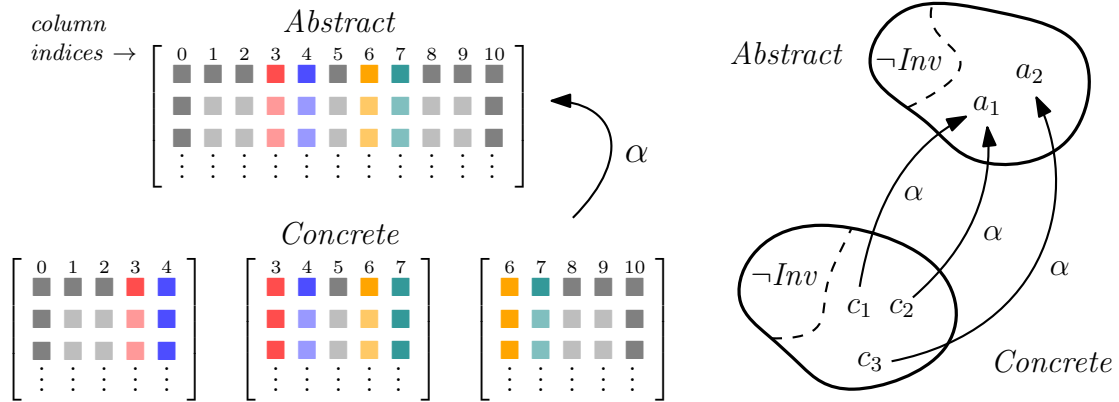 column
indices →
Abstract
0 1 2 3 4 5 6 7 8 9 10
α
Concrete
0 1 2 3 4
3 4 5 6 7
6 7 8 9 10
Abstract
¬Inv
a₂
a₁
α
α
α
¬Inv
c₁ c₂
c₃
Concrete